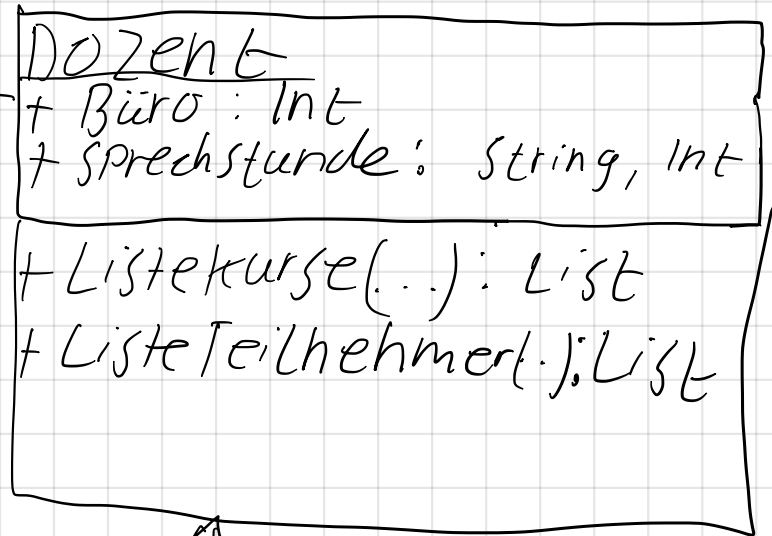 Dozent
+ Büro : Int
+ Sprechstunde : String, Int
+ Listekurse(...) : List
+ ListeTeilnehmer(.) : List